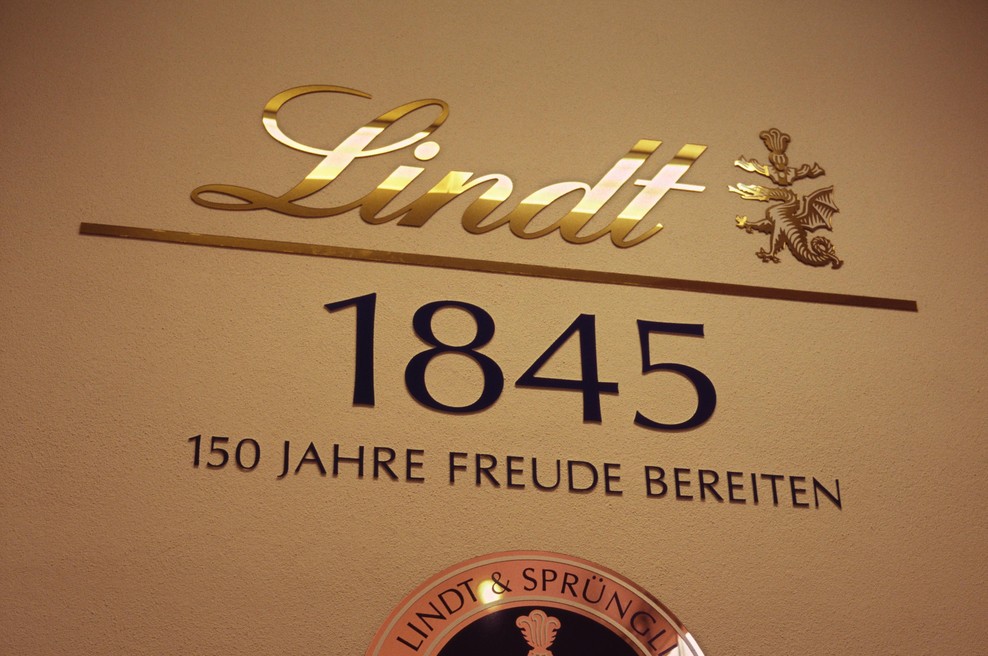 Lindt
1845
150 JAHRE FREUDE BEREITEN
LINDT & SPRÜNGLI